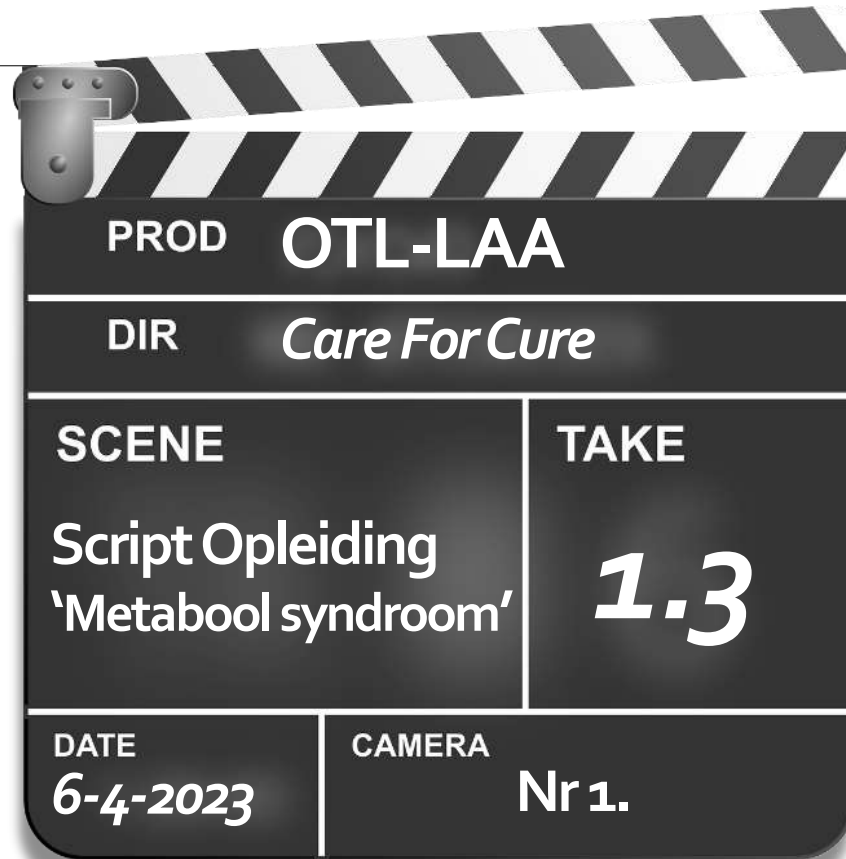 PROD OTL-LAA
DIR Care For Cure
SCENE
Script Opleiding
‘Metabool syndroom’
TAKE
1.3
DATE
6-4-2023
CAMERA
Nr 1.